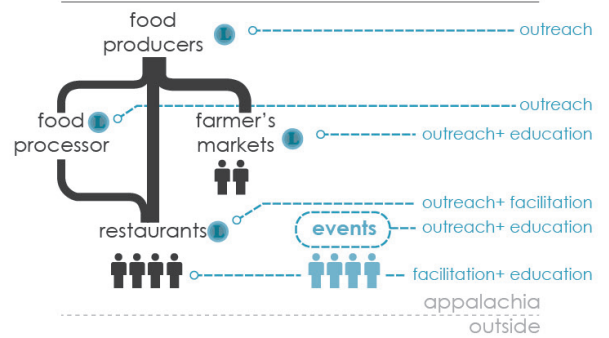 food
producers
L
outreach
outreach
food
processor
L
farmer's
markets
L
outreach+ education
outreach+ facilitation
restaurants
L
events
outreach+ education
facilitation+ education
appalachia
outside